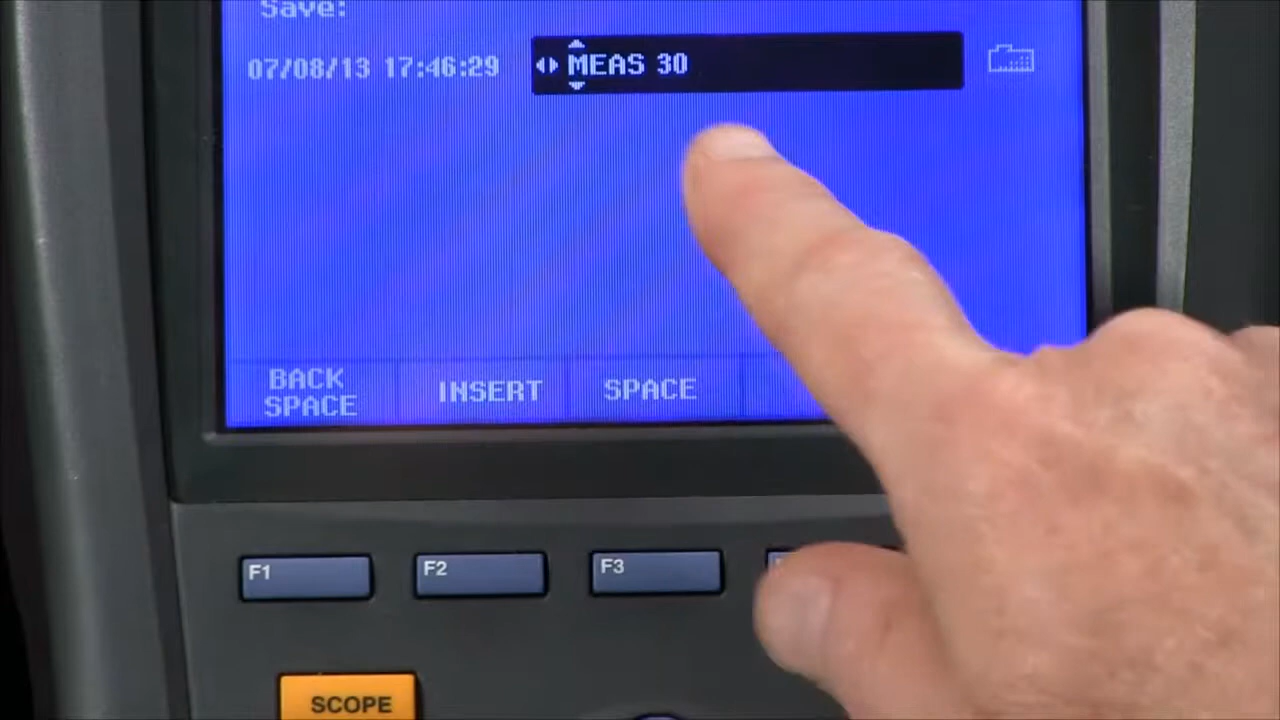 Save:
07/08/13 17:46:29 MEAS 30
BACK SPACE INSERT SPACE
F1 F2 F3
SCOPE